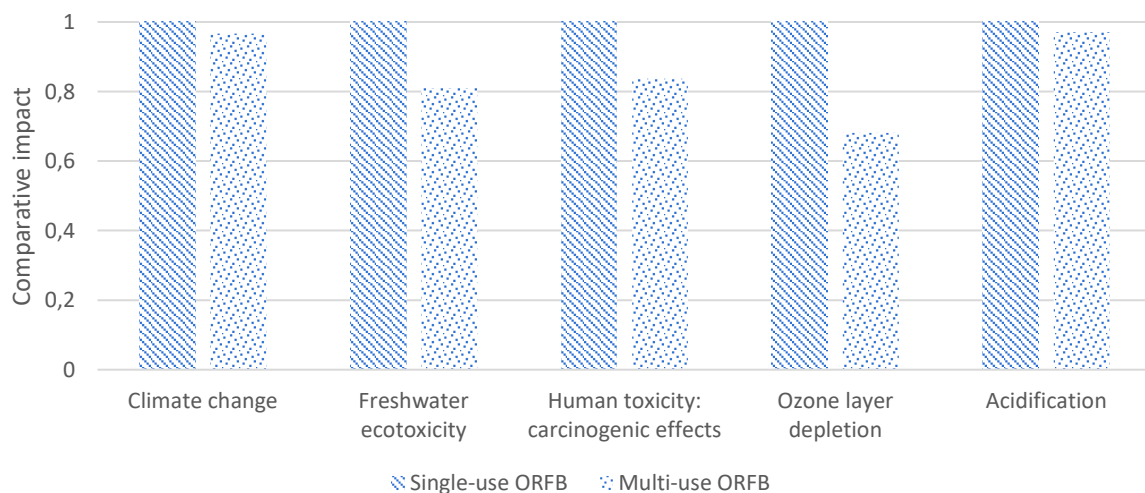 Comparative impact
1
0,8
0,6
0,4
0,2
0
Climate change
Freshwater
ecotoxicity
Human toxicity:
carcinogenic effects
Ozone layer
depletion
Acidification
Single-use ORFB
Multi-use ORFB